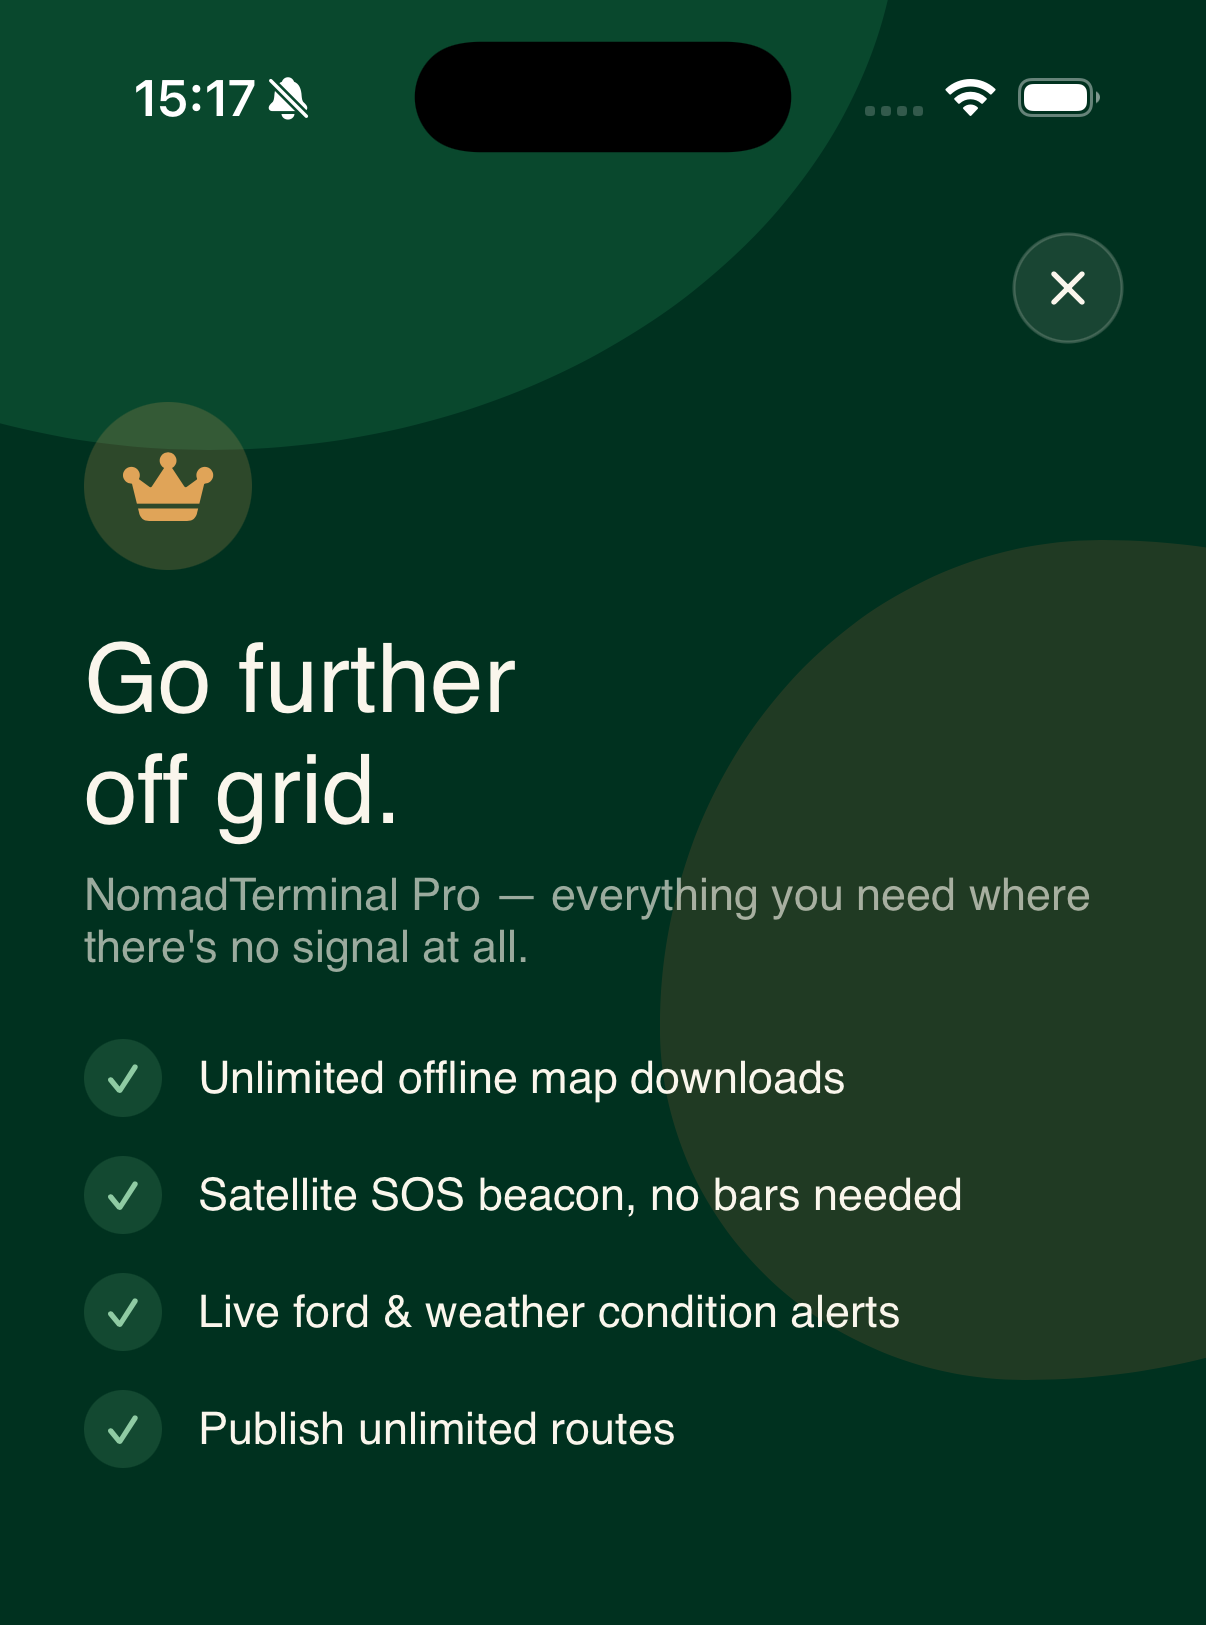 15:17
Go further
off grid.
NomadTerminal Pro — everything you need where
there's no signal at all.
Unlimited offline map downloads
Satellite SOS beacon, no bars needed
Live ford & weather condition alerts
Publish unlimited routes